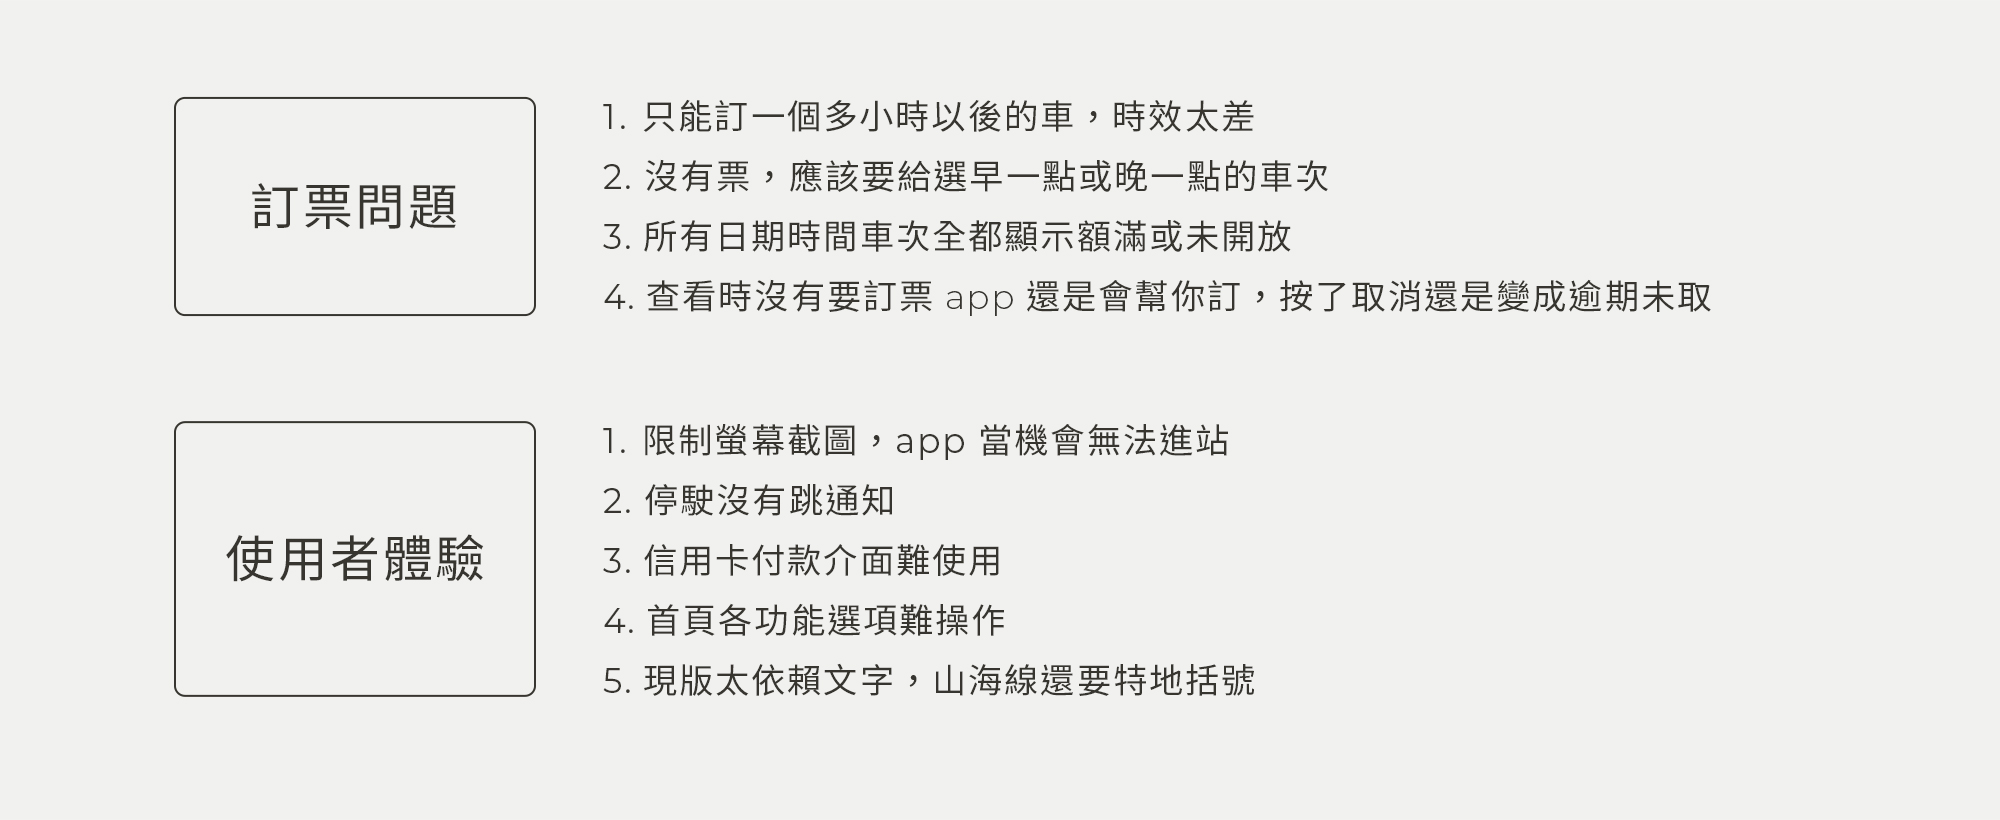 訂票問題
1. 只能訂一個多小時以後的車，時效太差
2. 沒有票，應該要給選早一點或晚一點的車次
3. 所有日期時間車次全都顯示額滿或未開放
4. 查看時沒有要訂票 app 還是會幫你訂，按了取消還是變成逾期未取
使用者體驗
1. 限制螢幕截圖，app 當機會無法進站
2. 停駛沒有跳通知
3. 信用卡付款介面難使用
4. 首頁各功能選項難操作
5. 現版太依賴文字，山海線還要特地括號